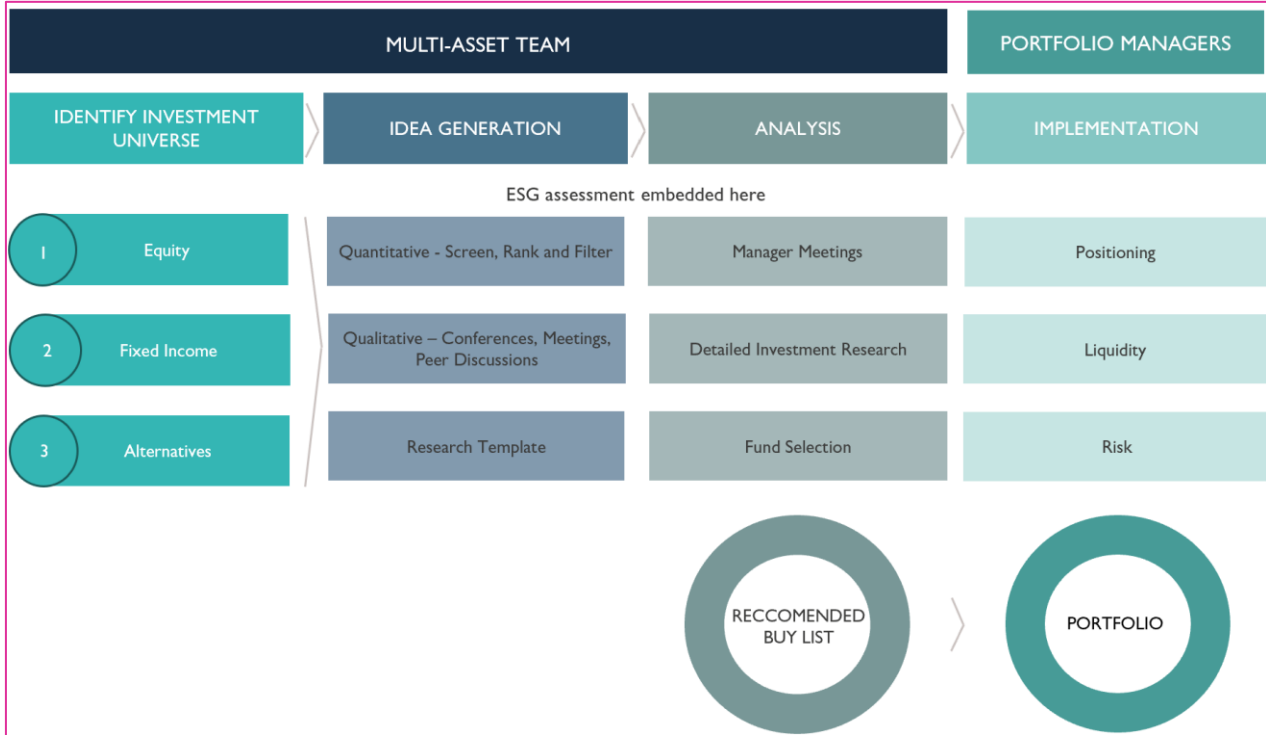 MULTI-ASSET TEAM
PORTFOLIO MANAGERS
IDENTIFY INVESTMENT
UNIVERSE
IDEA GENERATION
ANALYSIS
IMPLEMENTATION
ESG assessment embedded here
1
Equity
Quantitative - Screen, Rank and Filter
Manager Meetings
Positioning
2
Fixed Income
Qualitative – Conferences, Meetings,
Peer Discussions
Detailed Investment Research
Liquidity
3
Alternatives
Research Template
Fund Selection
Risk
RECCOMENDED
BUY LIST
PORTFOLIO